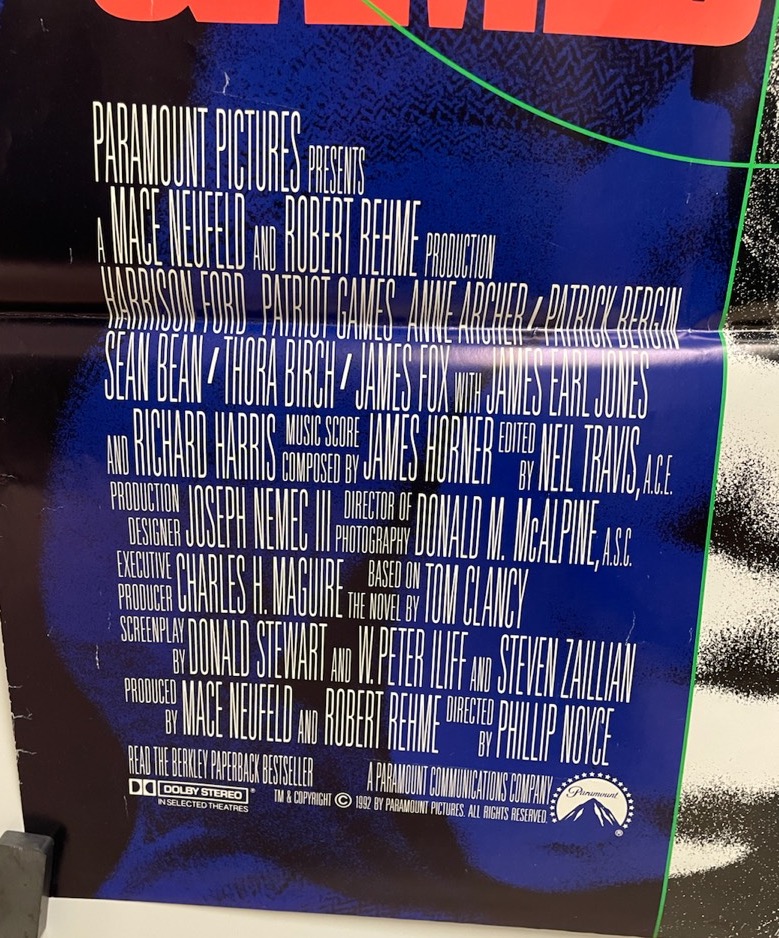 GAMES
PARAMOUNT PICTURES PRESENTS
A MACE NEUFELD AND ROBERT REHME PRODUCTION
HARRISON FORD PATRIOT GAMES ANNE ARCHER / PATRICK BERGIN
SEAN BEAN / THORA BIRCH / JAMES FOX WITH JAMES EARL JONES
AND RICHARD HARRIS MUSIC SCORE COMPOSED BY JAMES HORNER EDITED BY NEIL TRAVIS, A.C.E.
PRODUCTION DESIGNER JOSEPH NEMEC III DIRECTOR OF PHOTOGRAPHY DONALD M. McALPINE, A.S.C.
EXECUTIVE PRODUCER CHARLES H. MAGUIRE BASED ON THE NOVEL BY TOM CLANCY
SCREENPLAY BY DONALD STEWART AND W. PETER ILIFF AND STEVEN ZAILLIAN
PRODUCED BY MACE NEUFELD AND ROBERT REHME DIRECTED BY PHILLIP NOYCE
READ THE BERKLEY PAPERBACK BESTSELLER A PARAMOUNT COMMUNICATIONS COMPANY
DOLBY STEREO ® IN SELECTED THEATRES
TM & COPYRIGHT © 1992 BY PARAMOUNT PICTURES. ALL RIGHTS RESERVED.
Paramount ®